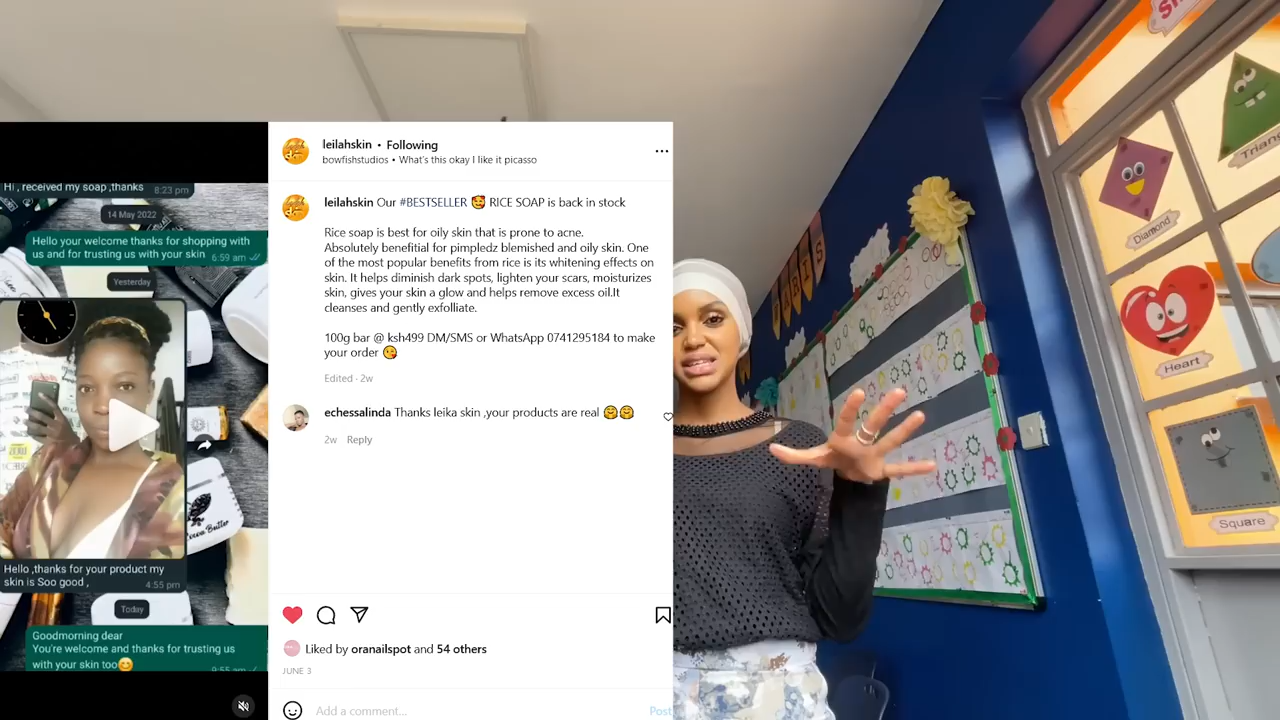 Hi , received my soap ,thanks
8:23 pm
14 May 2022
Hello your welcome thanks for shopping with
us and for trusting us with your skin
6:59 am
Yesterday
Hello ,thanks for your product my
skin is Soo good ,
4:55 pm
Today
Goodmorning dear
You're welcome and thanks for trusting us
with your skin too😊
9:55 am
leilahskin • Following
bowfishstudios • What's this okay I like it picasso
leilahskin Our #BESTSELLER 🥰 RICE SOAP is back in stock
Rice soap is best for oily skin that is prone to acne.
Absolutely benefitial for pimpledz blemished and oily skin. One
of the most popular benefits from rice is its whitening effects on
skin. It helps diminish dark spots, lighten your scars, moisturizes
skin, gives your skin a glow and helps remove excess oil.It
cleanses and gently exfolliate.
100g bar @ ksh499 DM/SMS or WhatsApp 0741295184 to make
your order 😘
Edited · 2w
echessalinda Thanks leika skin ,your products are real 🤗🤗
2w Reply
Liked by oranailspot and 54 others
JUNE 3
Add a comment...
Post
Diamond
Heart
Square